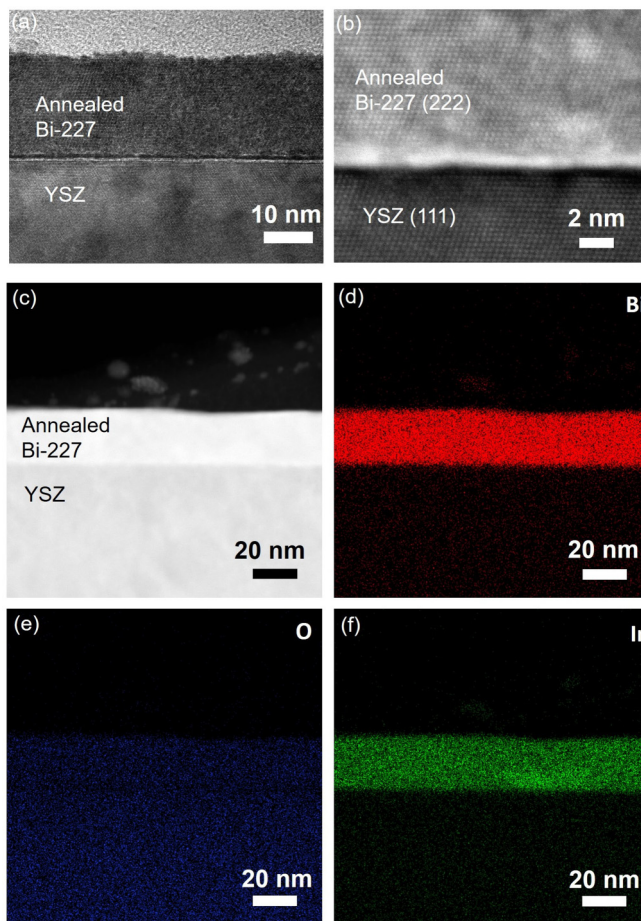 (a)
Annealed
Bi-227
YSZ
10 nm
(b)
Annealed
Bi-227 (222)
YSZ (111)
2 nm
(c)
Annealed
Bi-227
YSZ
20 nm
(d)
B
20 nm
(e)
O
20 nm
(f)
Ir
20 nm